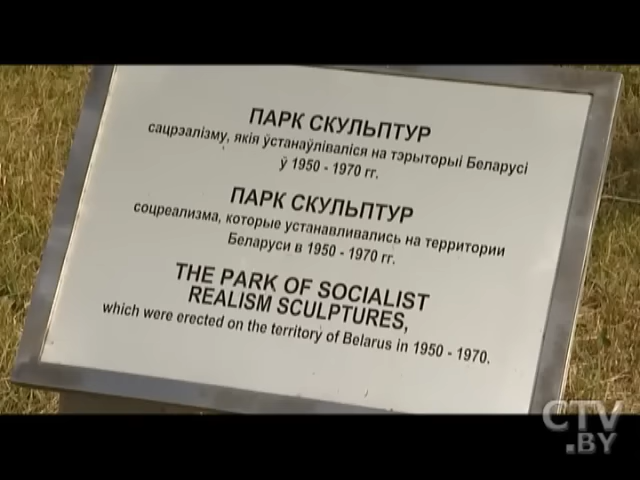 ПАРК СКУЛЬПТУР
сацрэалізму, якія ўстанаўліваліся на тэрыторыі Беларусі
ў 1950 - 1970 гг.
ПАРК СКУЛЬПТУР
соцреализма, которые устанавливались на территории
Беларуси в 1950 - 1970 гг.
THE PARK OF SOCIALIST
REALISM SCULPTURES,
which were erected on the territory of Belarus in 1950 - 1970.
CTV
.BY